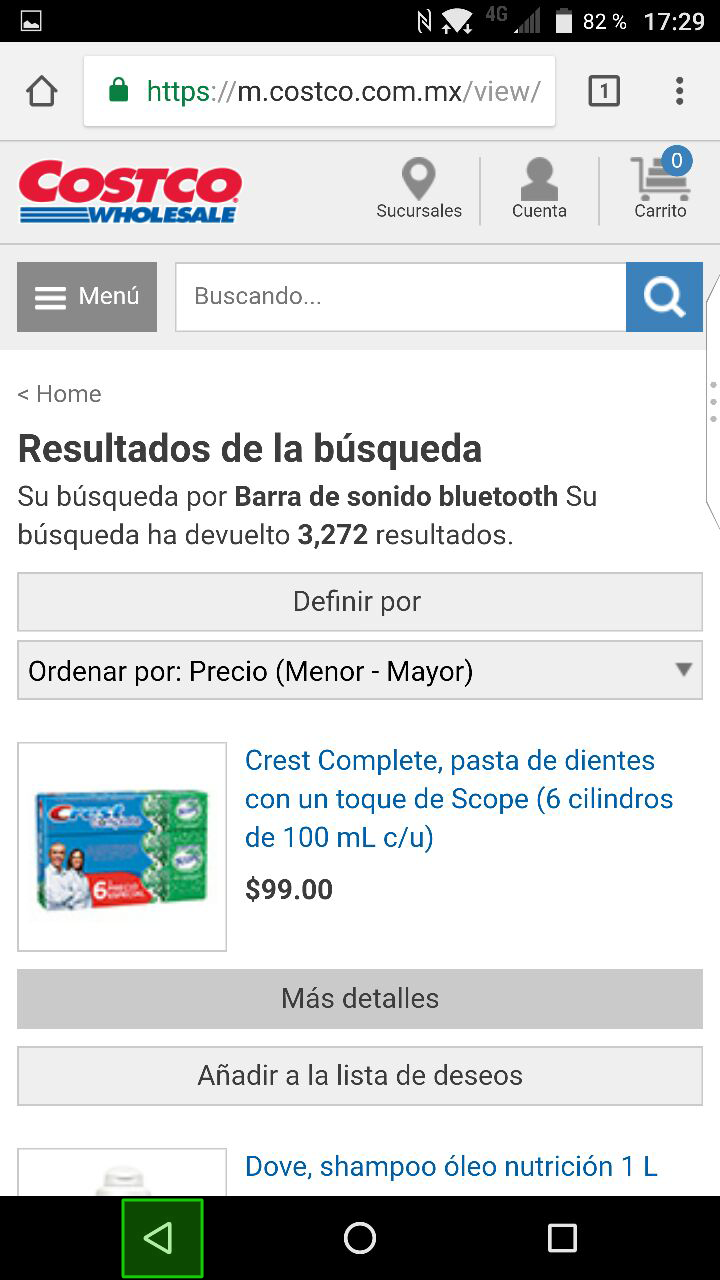 4G 82 % 17:29
https://m.costco.com.mx/view/ 1
COSTCO
WHOLESALE
0
Sucursales Cuenta Carrito
Menú Buscando...
< Home
Resultados de la búsqueda
Su búsqueda por Barra de sonido bluetooth Su
búsqueda ha devuelto 3,272 resultados.
Definir por
Ordenar por: Precio (Menor - Mayor)
Crest Complete, pasta de dientes
con un toque de Scope (6 cilindros
de 100 mL c/u)
$99.00
Crest
6
Más detalles
Añadir a la lista de deseos
Dove, shampoo óleo nutrición 1 L